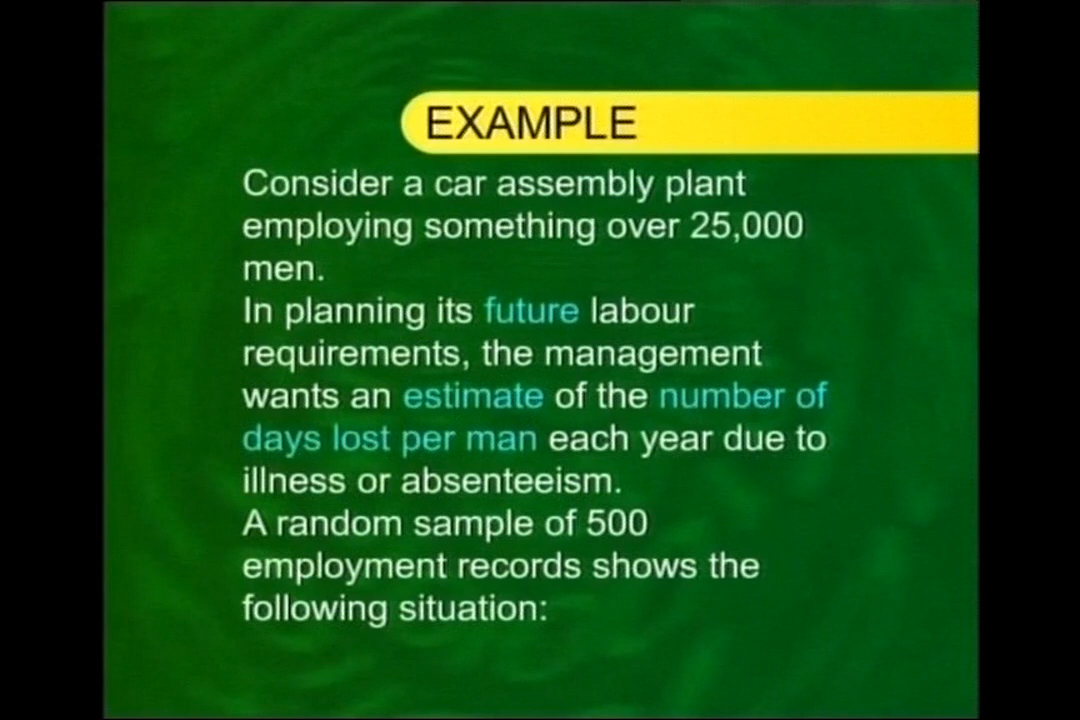 EXAMPLE
Consider a car assembly plant
employing something over 25,000
men.
In planning its future labour
requirements, the management
wants an estimate of the number of
days lost per man each year due to
illness or absenteeism.
A random sample of 500
employment records shows the
following situation: